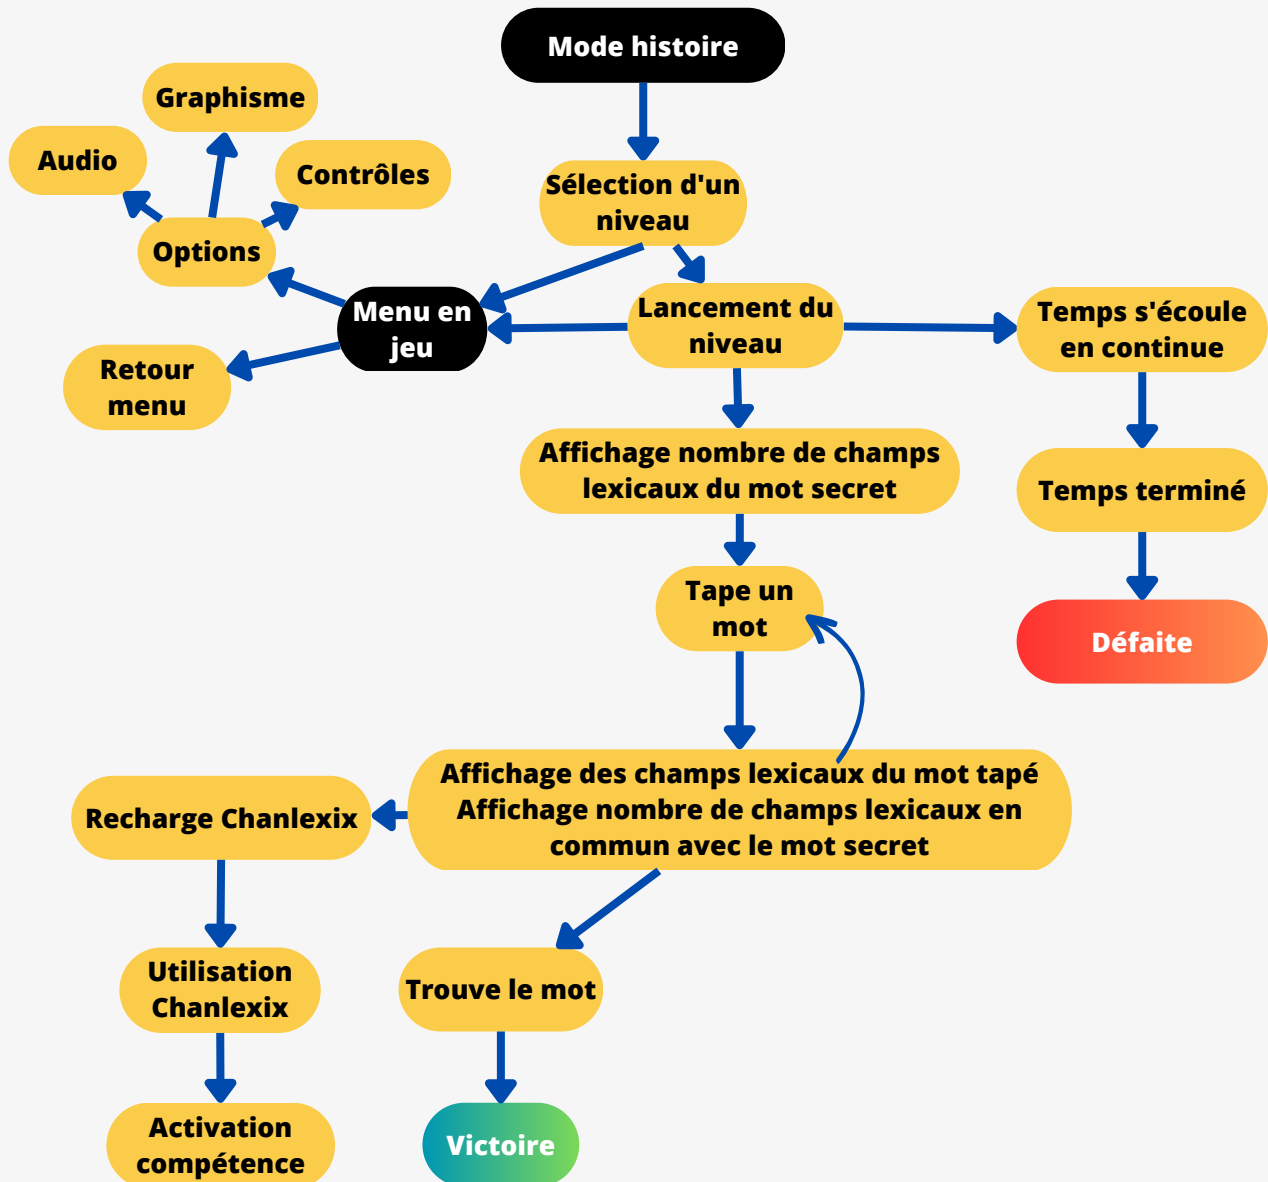 Mode histoire
Graphisme
Audio
Contrôles
Options
Sélection d'un
niveau
Menu en
jeu
Lancement du
niveau
Temps s'écoule
en continue
Retour
menu
Affichage nombre de champs
lexicaux du mot secret
Temps terminé
Tape un
mot
Défaite
Affichage des champs lexicaux du mot tapé
Affichage nombre de champs lexicaux en
commun avec le mot secret
Recharge Chanlexix
Utilisation
Chanlexix
Trouve le mot
Activation
compétence
Victoire